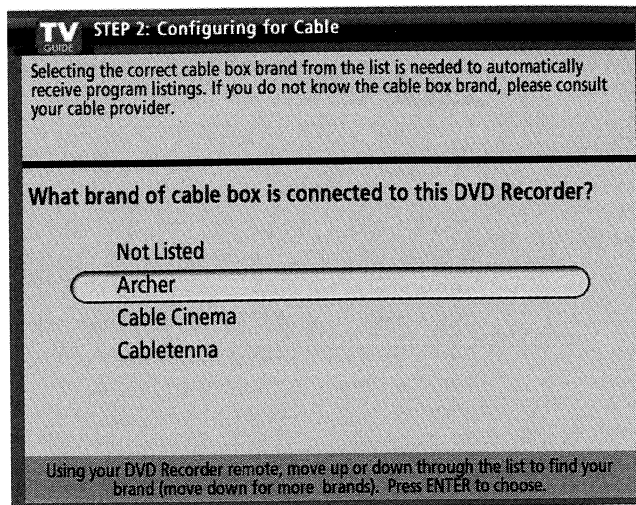 TV
GUIDE
STEP 2: Configuring for Cable
Selecting the correct cable box brand from the list is needed to automatically
receive program listings. If you do not know the cable box brand, please consult
your cable provider.
What brand of cable box is connected to this DVD Recorder?
Not Listed
Archer
Cable Cinema
Cabletenna
Using your DVD Recorder remote, move up or down through the list to find your
brand (move down for more brands). Press ENTER to choose.